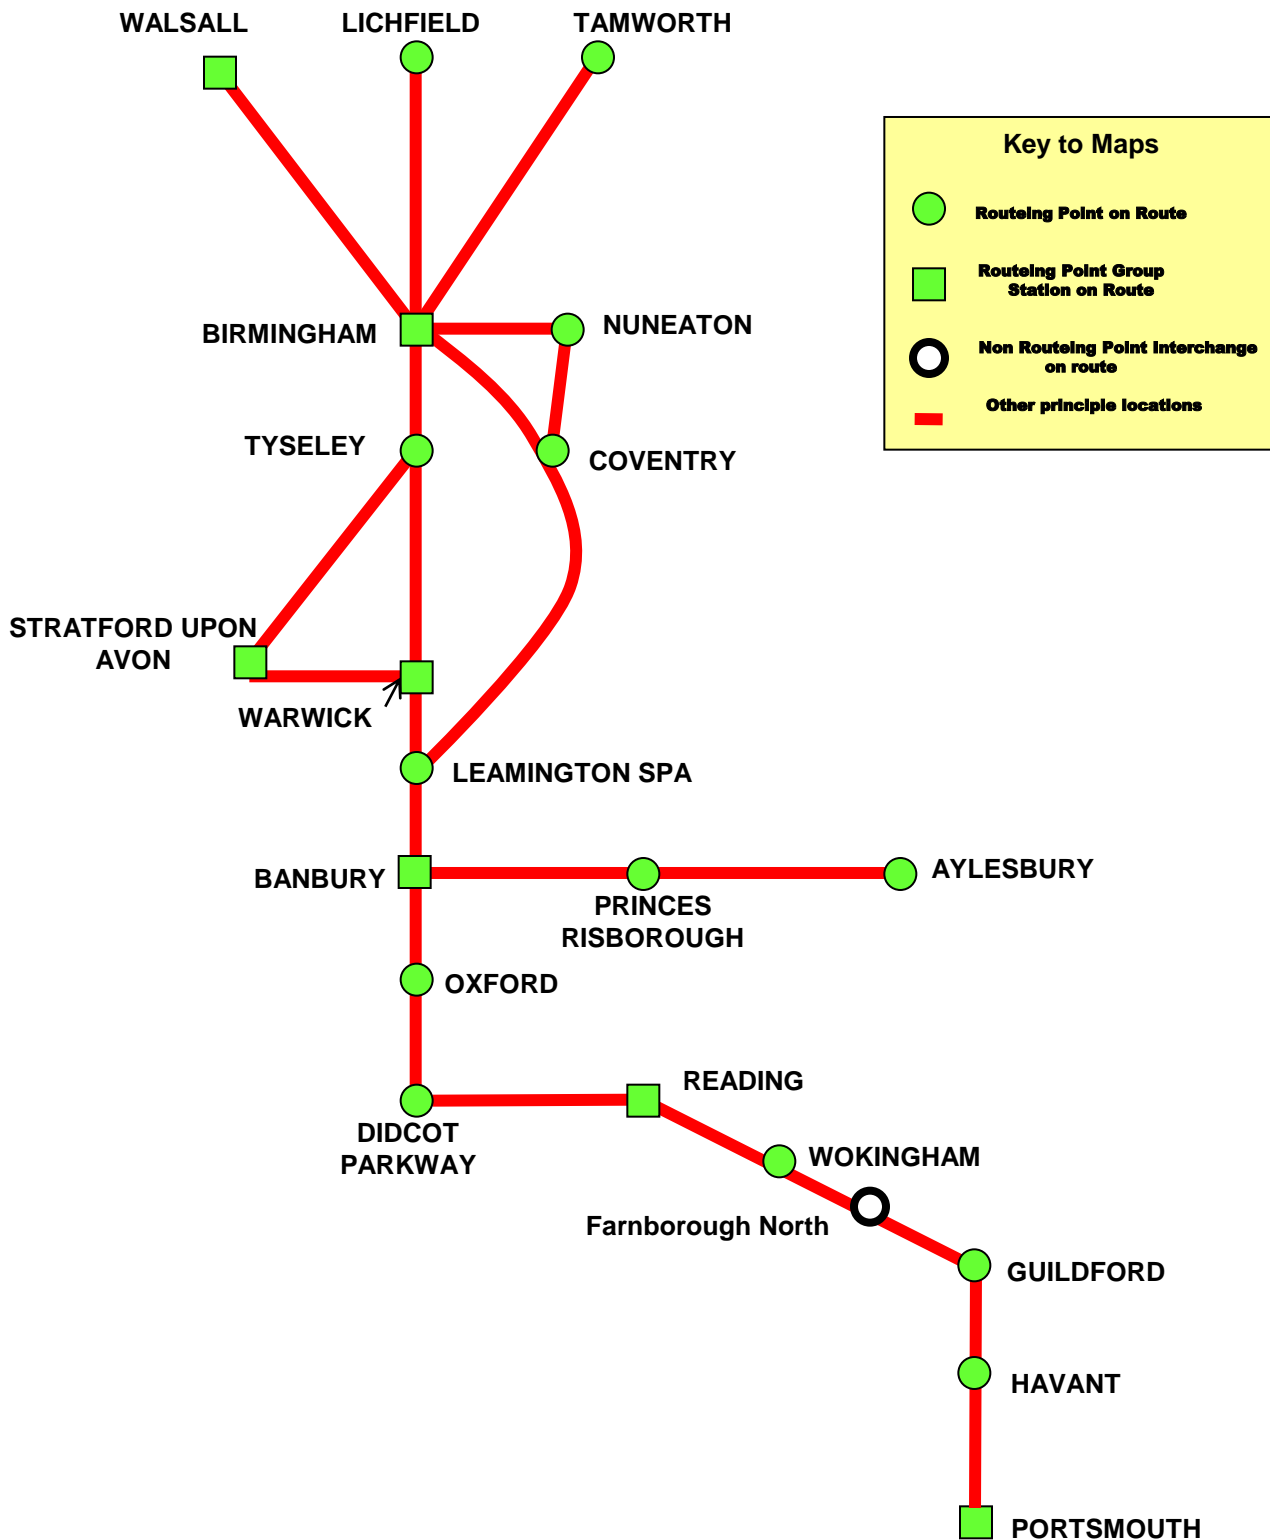 WALSALL
LICHFIELD
TAMWORTH
Key to Maps
Routeing Point on Route
Routeing Point Group
Station on Route
Non Routeing Point Interchange
on route
Other principle locations
BIRMINGHAM
NUNEATON
TYSELEY
COVENTRY
STRATFORD UPON
AVON
WARWICK
LEAMINGTON SPA
BANBURY
PRINCES
RISBOROUGH
AYLESBURY
OXFORD
READING
DIDCOT
PARKWAY
WOKINGHAM
Farnborough North
GUILDFORD
HAVANT
PORTSMOUTH